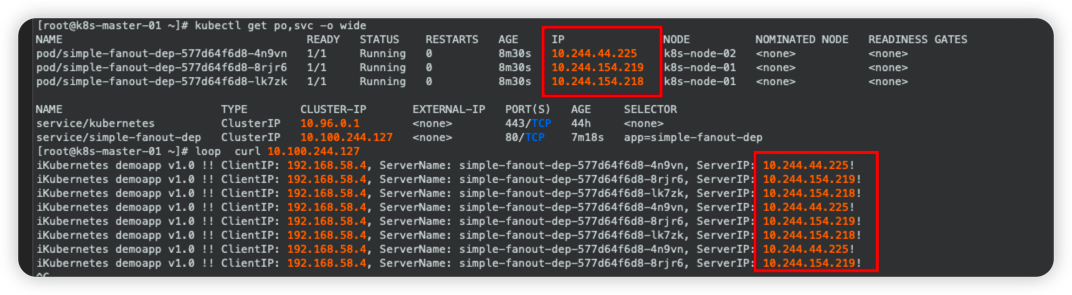 [root@k8s-master-01 ~]# kubectl get po,svc -o wide
NAME READY STATUS RESTARTS AGE IP NODE NOMINATED NODE READINESS GATES
pod/simple-fanout-dep-577d64f6d8-4n9vn 1/1 Running 0 8m30s 10.244.44.225 k8s-node-02 <none> <none>
pod/simple-fanout-dep-577d64f6d8-8rjr6 1/1 Running 0 8m30s 10.244.154.219 k8s-node-01 <none> <none>
pod/simple-fanout-dep-577d64f6d8-lk7zk 1/1 Running 0 8m30s 10.244.154.218 k8s-node-01 <none> <none>
NAME TYPE CLUSTER-IP EXTERNAL-IP PORT(S) AGE SELECTOR
service/kubernetes ClusterIP 10.96.0.1 <none> 443/TCP 44h <none>
service/simple-fanout-dep ClusterIP 10.100.244.127 <none> 80/TCP 7m18s app=simple-fanout-dep
[root@k8s-master-01 ~]# loop curl 10.100.244.127
iKubernetes demoapp v1.0 !! ClientIP: 192.168.58.4, ServerName: simple-fanout-dep-577d64f6d8-4n9vn, ServerIP: 10.244.44.225!
iKubernetes demoapp v1.0 !! ClientIP: 192.168.58.4, ServerName: simple-fanout-dep-577d64f6d8-8rjr6, ServerIP: 10.244.154.219!
iKubernetes demoapp v1.0 !! ClientIP: 192.168.58.4, ServerName: simple-fanout-dep-577d64f6d8-lk7zk, ServerIP: 10.244.154.218!
iKubernetes demoapp v1.0 !! ClientIP: 192.168.58.4, ServerName: simple-fanout-dep-577d64f6d8-4n9vn, ServerIP: 10.244.44.225!
iKubernetes demoapp v1.0 !! ClientIP: 192.168.58.4, ServerName: simple-fanout-dep-577d64f6d8-8rjr6, ServerIP: 10.244.154.219!
iKubernetes demoapp v1.0 !! ClientIP: 192.168.58.4, ServerName: simple-fanout-dep-577d64f6d8-lk7zk, ServerIP: 10.244.154.218!
iKubernetes demoapp v1.0 !! ClientIP: 192.168.58.4, ServerName: simple-fanout-dep-577d64f6d8-4n9vn, ServerIP: 10.244.44.225!
iKubernetes demoapp v1.0 !! ClientIP: 192.168.58.4, ServerName: simple-fanout-dep-577d64f6d8-8rjr6, ServerIP: 10.244.154.219!